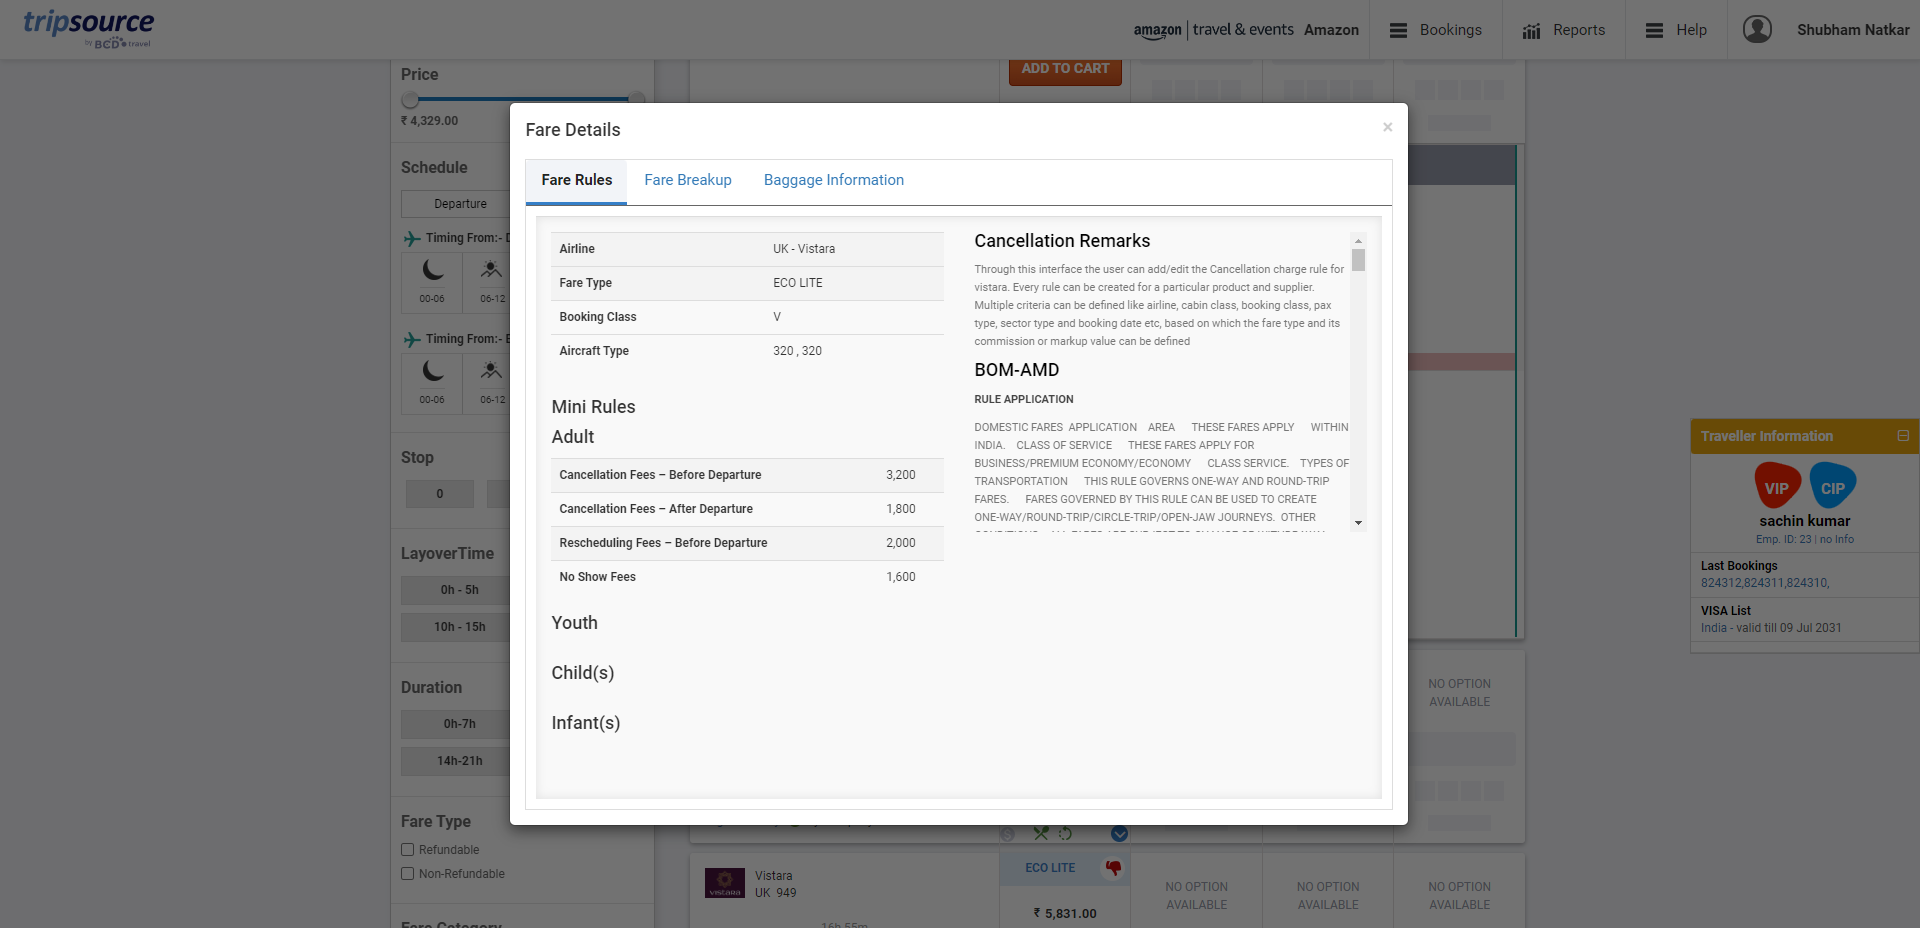 tripsource
by BCD travel
amazon | travel & events Amazon
Bookings
Reports
Help
Shubham Natkar
Price
₹ 4,329.00
Schedule
Departure
Timing From:-
00-06
06-12
Timing From:-
00-06
06-12
Stop
0
LayoverTime
0h - 5h
10h - 15h
Duration
0h-7h
14h-21h
Fare Type
Refundable
Non-Refundable
Fare Category
ADD TO CART
Fare Details
×
Fare Rules
Fare Breakup
Baggage Information
Airline UK - Vistara
Fare Type ECO LITE
Booking Class V
Aircraft Type 320 , 320
Mini Rules
Adult
Cancellation Fees – Before Departure 3,200
Cancellation Fees – After Departure 1,800
Rescheduling Fees – Before Departure 2,000
No Show Fees 1,600
Youth
Child(s)
Infant(s)
Cancellation Remarks
Through this interface the user can add/edit the Cancellation charge rule for
vistara. Every rule can be created for a particular product and supplier.
Multiple criteria can be defined like airline, cabin class, booking class, pax
type, sector type and booking date etc, based on which the fare type and its
commission or markup value can be defined
BOM-AMD
RULE APPLICATION
DOMESTIC FARES APPLICATION AREA THESE FARES APPLY WITHIN
INDIA. CLASS OF SERVICE THESE FARES APPLY FOR
BUSINESS/PREMIUM ECONOMY/ECONOMY CLASS SERVICE. TYPES OF
TRANSPORTATION THIS RULE GOVERNS ONE-WAY AND ROUND-TRIP
FARES. FARES GOVERNED BY THIS RULE CAN BE USED TO CREATE
ONE-WAY/ROUND-TRIP/CIRCLE-TRIP/OPEN-JAW JOURNEYS. OTHER
Traveller Information
VIP
CIP
sachin kumar
Emp. ID: 23 | no Info
Last Bookings
824312,824311,824310,
VISA List
India - valid till 09 Jul 2031
NO OPTION
AVAILABLE
VISTARA
Vistara
UK 949
16h 55m
ECO LITE
₹ 5,831.00
NO OPTION
AVAILABLE
NO OPTION
AVAILABLE
NO OPTION
AVAILABLE